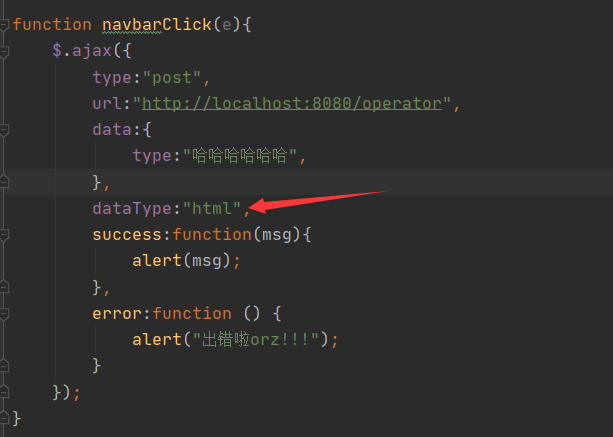 function navbarClick(e){
$.ajax({
type:"post",
url:"http://localhost:8080/operator",
data:{
type:"哈哈哈哈哈哈",
},
dataType:"html",
success:function(msg){
alert(msg);
},
error:function () {
alert("出错啦orz!!!");
}
});
}